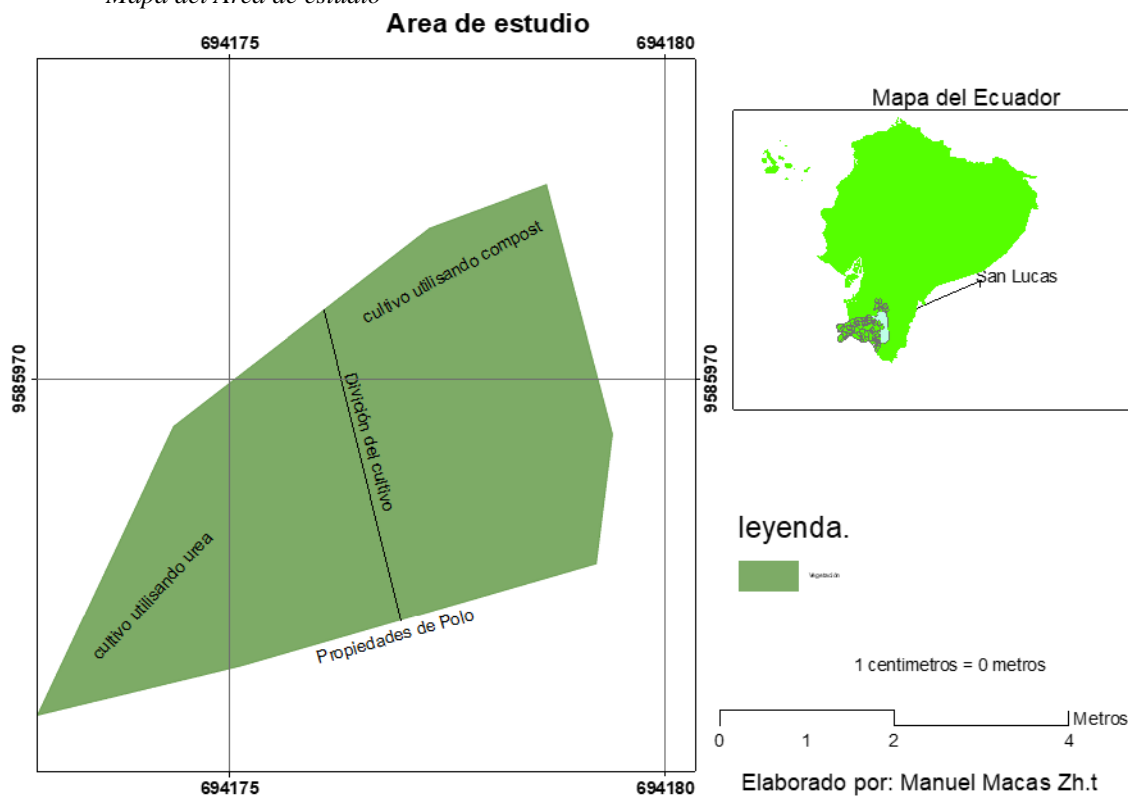 Mapa del Area de estudio
Area de estudio
694175
694180
9585970
9585970
cultivo utilisando compost
División del cultivo
cultivo utilisando urea
Propiedades de Polo
694175
694180
Mapa del Ecuador
San Lucas
leyenda.
Vegetación
1 centimetros = 0 metros
0 1 2 4 Metros
Elaborado por: Manuel Macas Zh.t